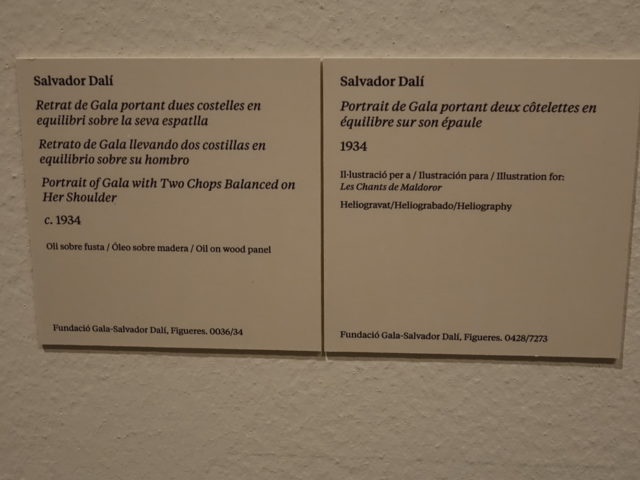 Salvador Dalí
Retrat de Gala portant dues costelles en
equilibri sobre la seva espatlla
Retrato de Gala llevando dos costillas en
equilibrio sobre su hombro
Portrait of Gala with Two Chops Balanced on
Her Shoulder
c. 1934
Oli sobre fusta / Óleo sobre madera / Oil on wood panel
Fundació Gala-Salvador Dalí, Figueres. 0036/34
Salvador Dalí
Portrait de Gala portant deux côtelettes en
équilibre sur son épaule
1934
Il·lustració per a / Ilustración para / Illustration for:
Les Chants de Maldoror
Heliogravat/Heliograbado/Heliography
Fundació Gala-Salvador Dalí, Figueres. 0428/7273